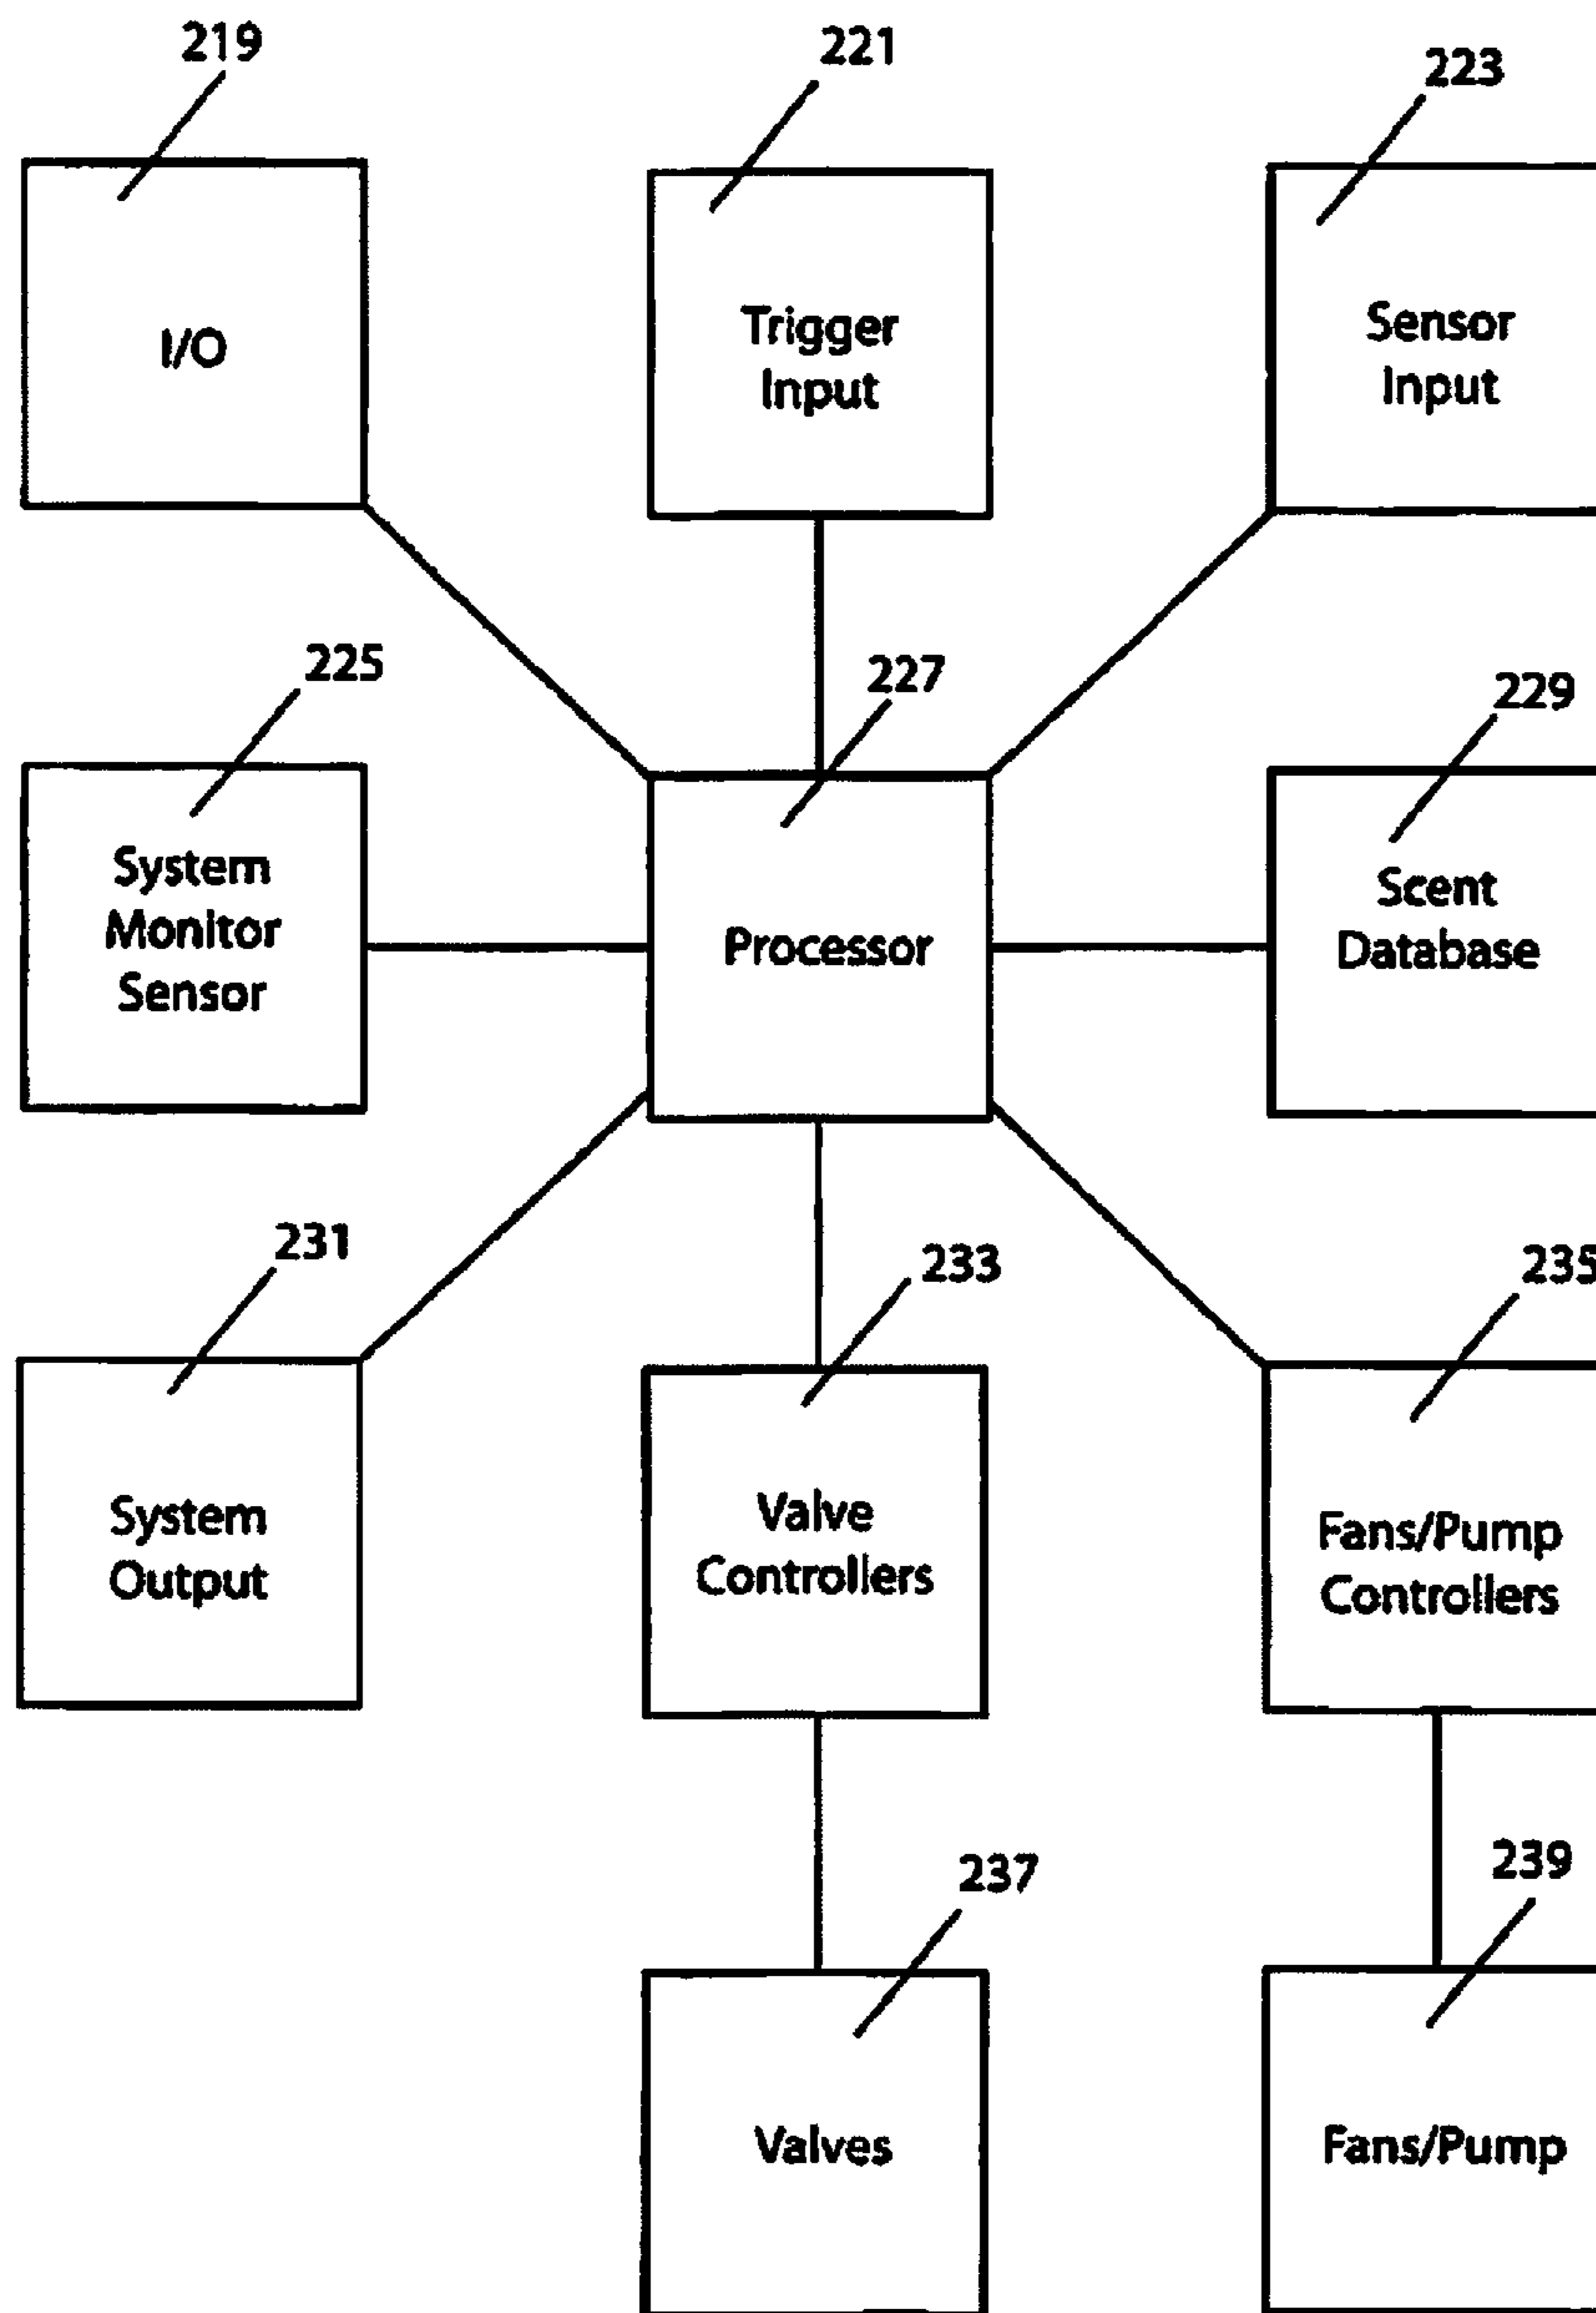 219
221
223
I/O
Trigger
Input
Sensor
Input
225
227
229
System
Monitor
Sensor
Processor
Scent
Database
231
233
235
System
Output
Valve
Controllers
Fans/Pump
Controllers
237
239
Valves
Fans/Pump